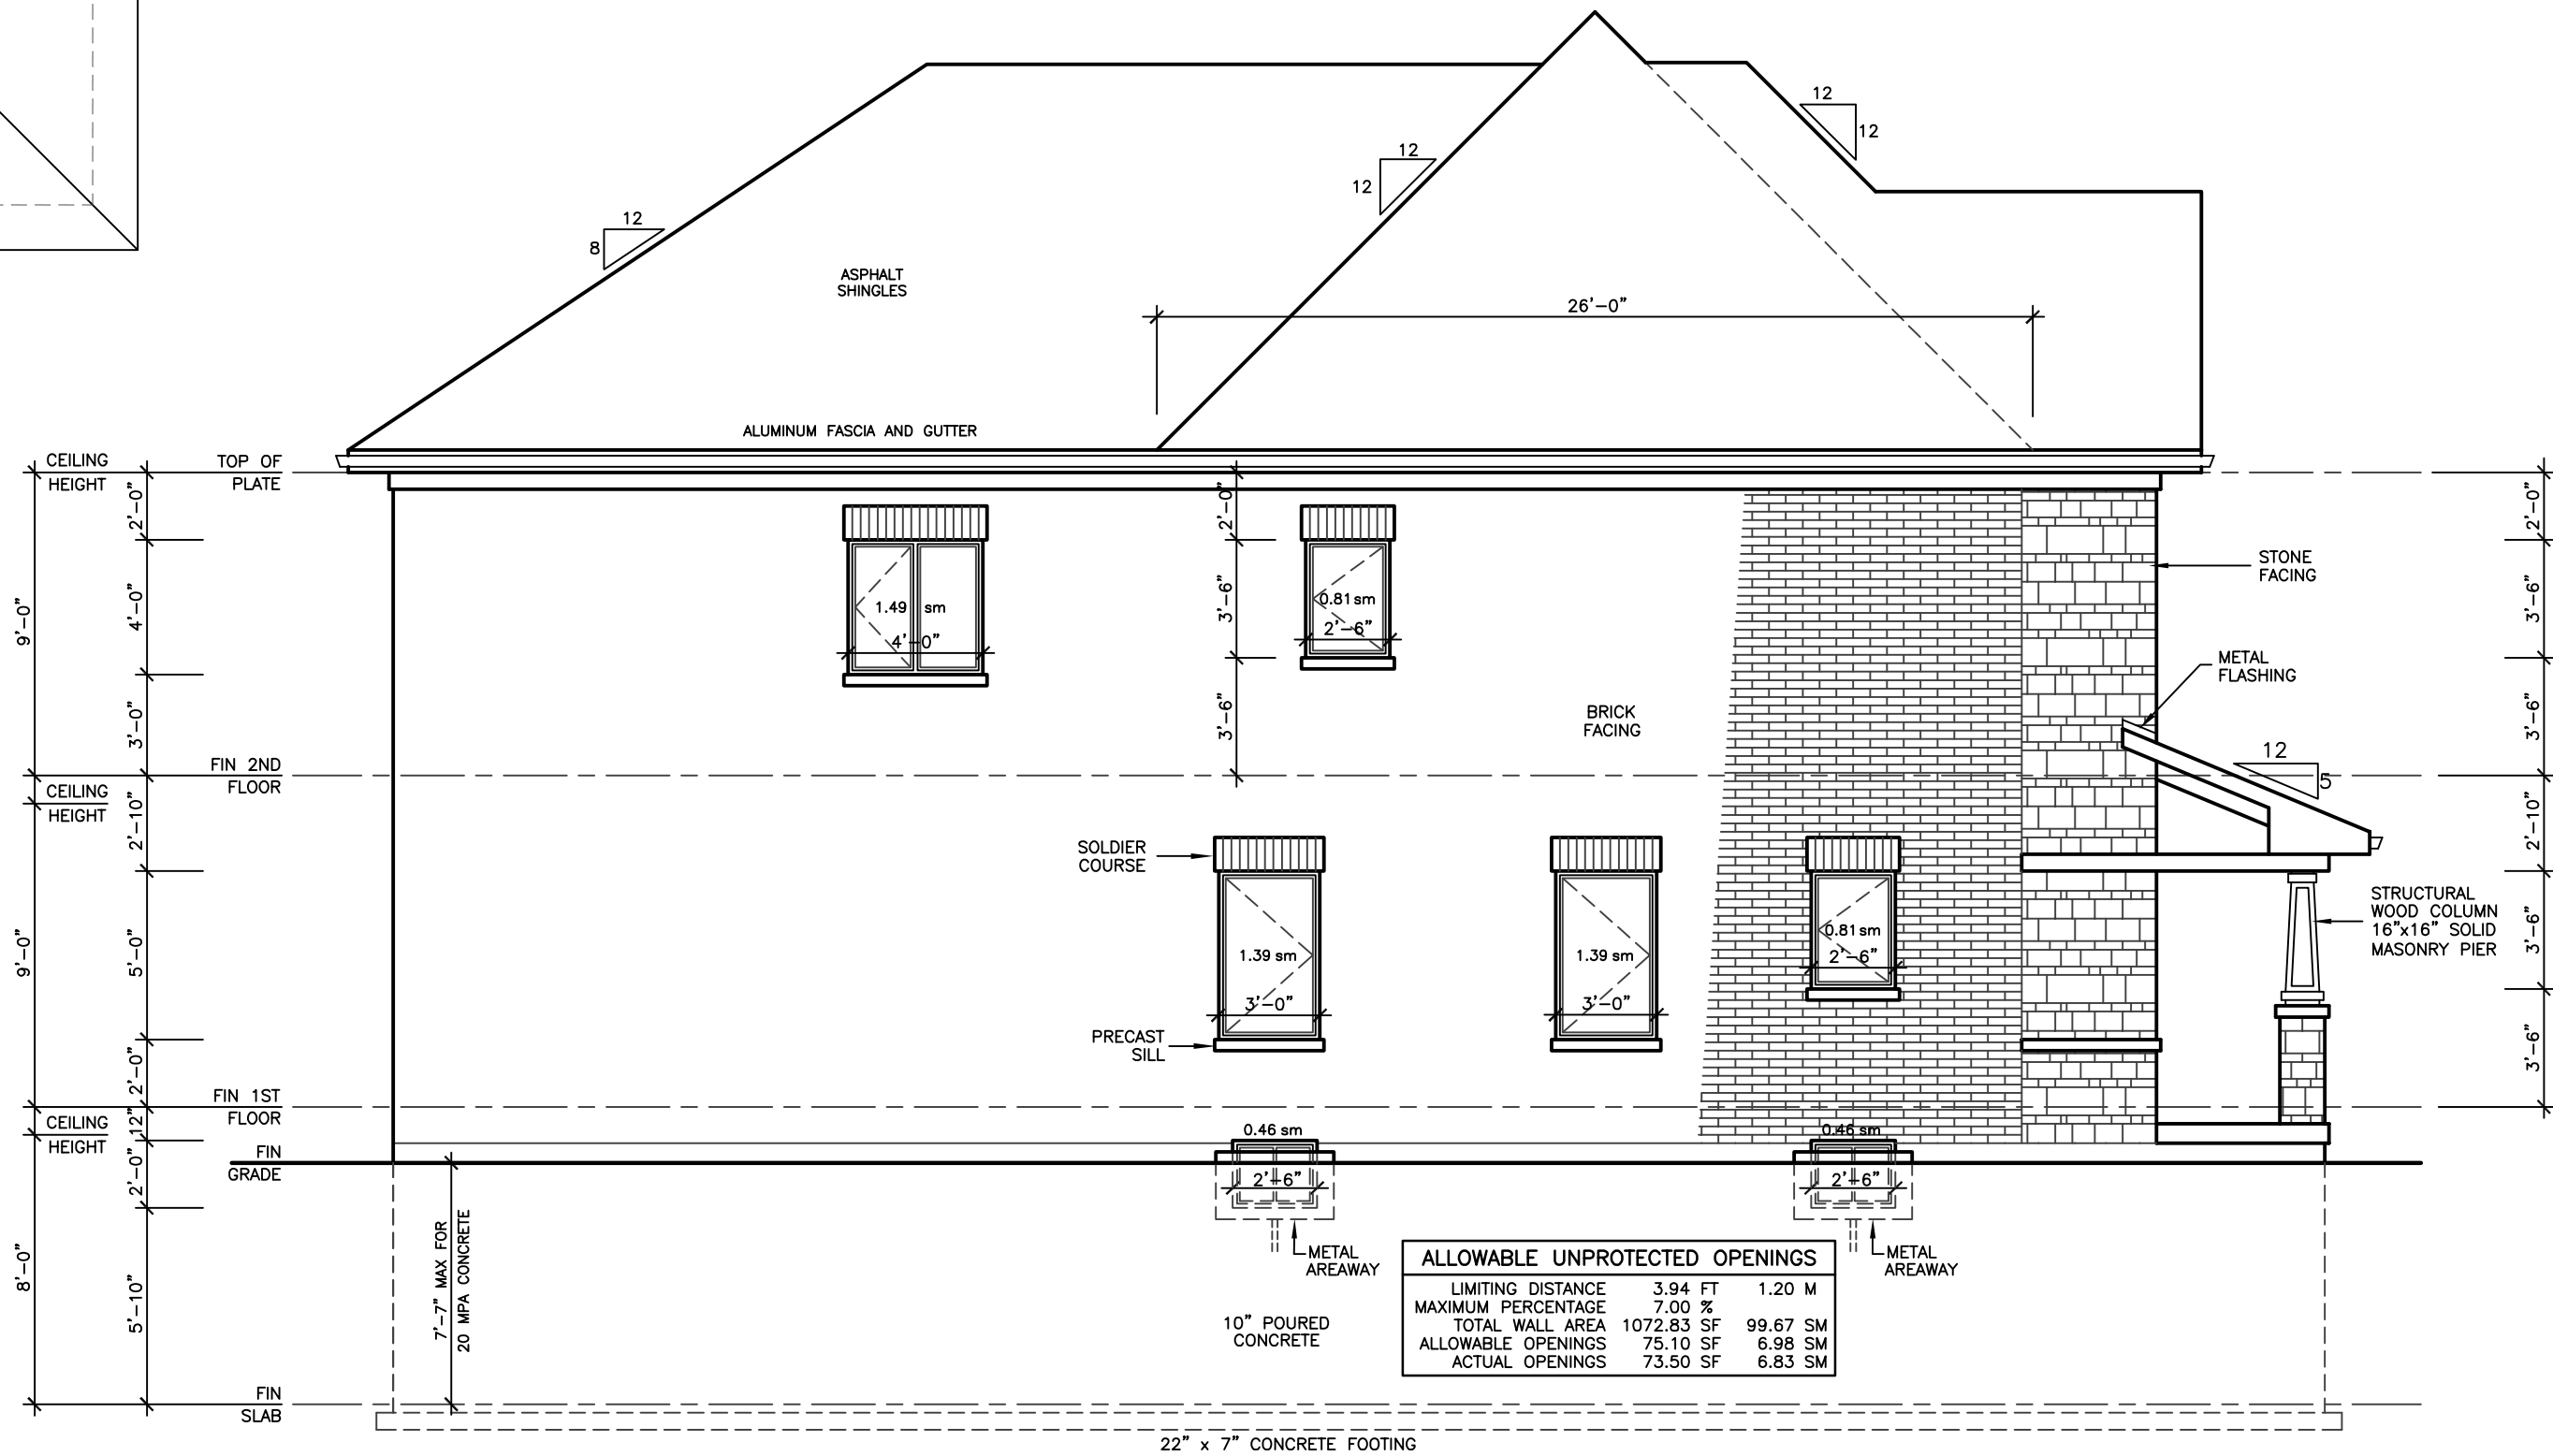 12
12
12
12
12
8
ASPHALT
SHINGLES
26'-0"
ALUMINUM FASCIA AND GUTTER
CEILING
HEIGHT
TOP OF
PLATE
2'-0"
4'-0"
3'-0"
9'-0"
2'-0"
3'-6"
3'-6"
1.49 sm
4'-0"
0.81 sm
2'-6"
BRICK
FACING
STONE
FACING
METAL
FLASHING
12
5
2'-0"
3'-6"
3'-6"
FIN 2ND
FLOOR
CEILING
HEIGHT
2'-10"
5'-0"
2'-0"
9'-0"
SOLDIER
COURSE
1.39 sm
3'-0"
1.39 sm
3'-0"
0.81 sm
2'-6"
PRECAST
SILL
STRUCTURAL
WOOD COLUMN
16"x16" SOLID
MASONRY PIER
2'-10"
3'-6"
3'-6"
FIN 1ST
FLOOR
CEILING
HEIGHT
12"
2'-0"
5'-10"
8'-0"
FIN
GRADE
0.46 sm
2'-6"
0.46 sm
2'-6"
METAL
AREAWAY
METAL
AREAWAY
7'-7" MAX FOR
20 MPA CONCRETE
10" POURED
CONCRETE
ALLOWABLE UNPROTECTED OPENINGS
LIMITING DISTANCE 3.94 FT 1.20 M
MAXIMUM PERCENTAGE 7.00 %
TOTAL WALL AREA 1072.83 SF 99.67 SM
ALLOWABLE OPENINGS 75.10 SF 6.98 SM
ACTUAL OPENINGS 73.50 SF 6.83 SM
FIN
SLAB
22" x 7" CONCRETE FOOTING